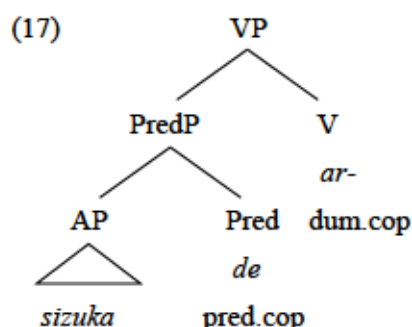 (17) VP
PredP V
ar-
AP Pred dum.cop
de
sizuka pred.cop